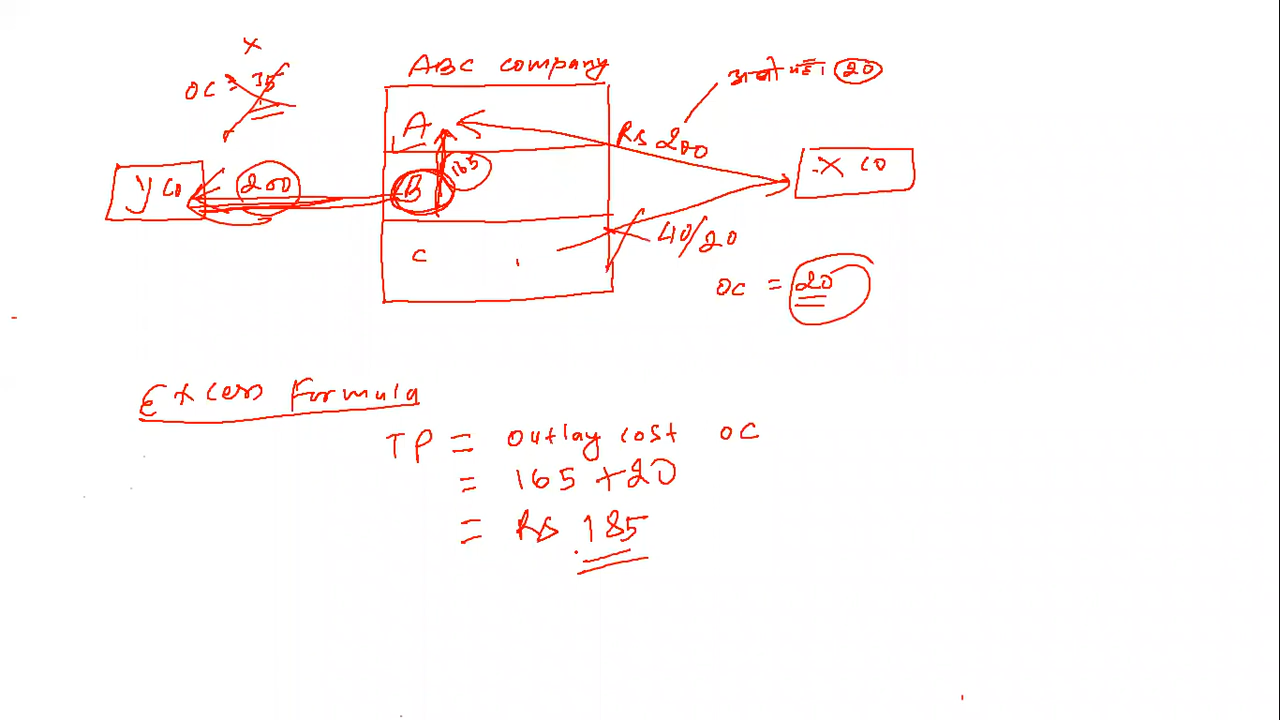 ABC company
x
OC = 35
20
A
Rs 200
165
X co
y co
200
B
40/20
C
OC = 20
Excess Formula
TP = outlay cost OC
= 165 + 20
= Rs 185